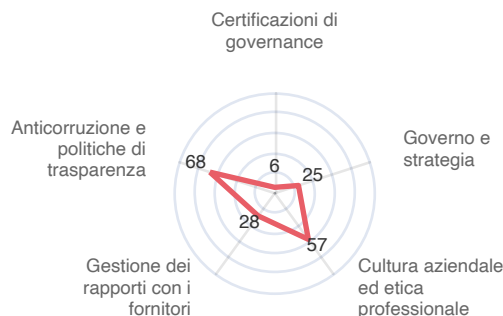 Certificazioni di
governance
Anticorruzione e
politiche di
trasparenza
Governo e
strategia
68
6
25
28
57
Gestione dei
rapporti con i
fornitori
Cultura aziendale
ed etica
professionale